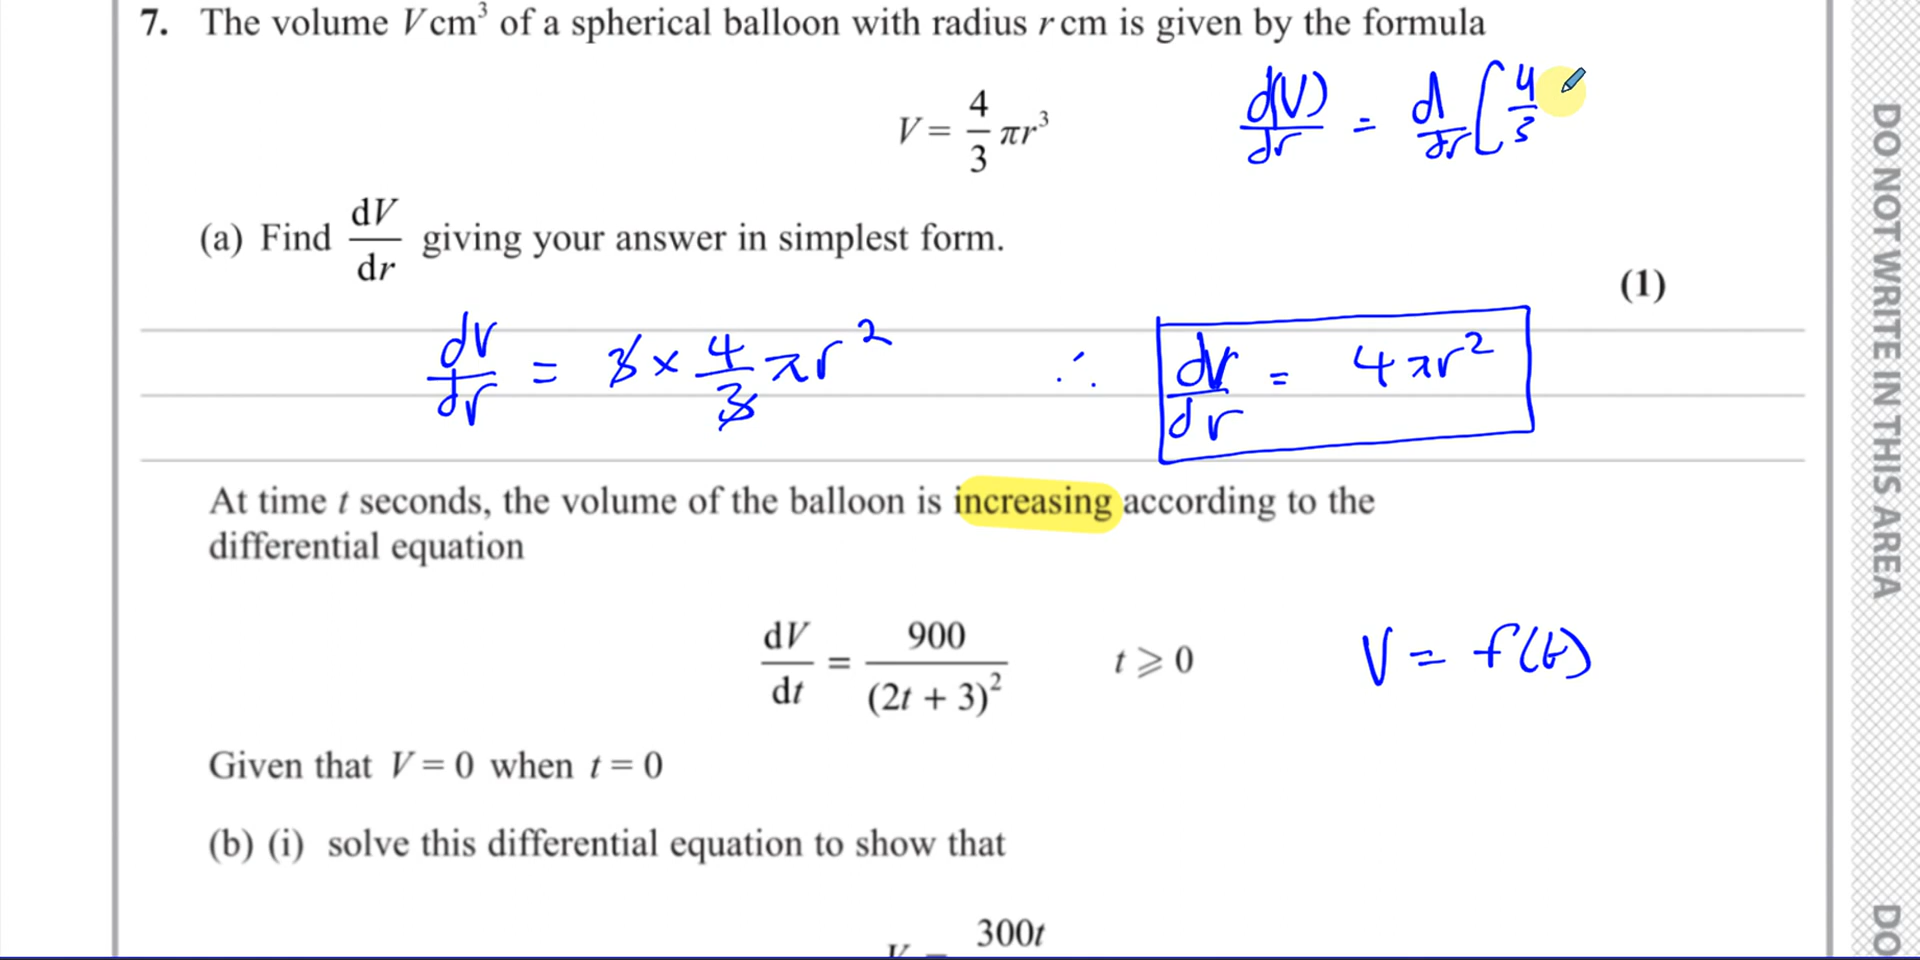 7. The volume V cm³ of a spherical balloon with radius r cm is given by the formula
V = 4/3 πr³
d(V)/dr = d/dr [4/3
(a) Find dV/dr giving your answer in simplest form.
(1)
dV/dr = 3 × 4/3 πr² ∴ dV/dr = 4πr²
At time t seconds, the volume of the balloon is increasing according to the
differential equation
dV/dt = 900/(2t + 3)² t ⩾ 0 V = f(t)
Given that V = 0 when t = 0
(b) (i) solve this differential equation to show that
V = 300t
DO NOT WRITE IN THIS AREA
DO